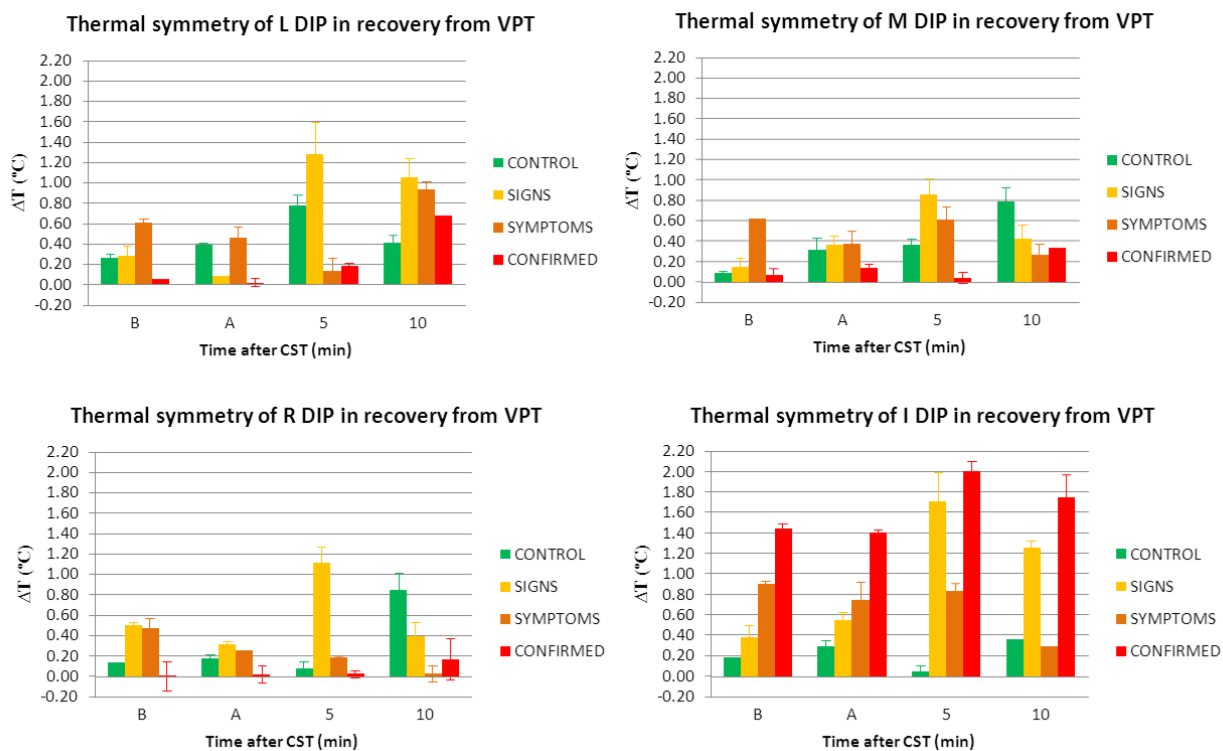 Thermal symmetry of L DIP in recovery from VPT
2.20
2.00
1.80
1.60
1.40
1.20
1.00
0.80
0.60
0.40
0.20
0.00
-0.20
ΔT (ºC)
B A 5 10
Time after CST (min)
CONTROL
SIGNS
SYMPTOMS
CONFIRMED
Thermal symmetry of M DIP in recovery from VPT
2.20
2.00
1.80
1.60
1.40
1.20
1.00
0.80
0.60
0.40
0.20
0.00
-0.20
ΔT (ºC)
B A 5 10
Time after CST (min)
CONTROL
SIGNS
SYMPTOMS
CONFIRMED
Thermal symmetry of R DIP in recovery from VPT
2.20
2.00
1.80
1.60
1.40
1.20
1.00
0.80
0.60
0.40
0.20
0.00
-0.20
ΔT (ºC)
B A 5 10
Time after CST (min)
CONTROL
SIGNS
SYMPTOMS
CONFIRMED
Thermal symmetry of I DIP in recovery from VPT
2.20
2.00
1.80
1.60
1.40
1.20
1.00
0.80
0.60
0.40
0.20
0.00
-0.20
ΔT (ºC)
B A 5 10
Time after CST (min)
CONTROL
SIGNS
SYMPTOMS
CONFIRMED